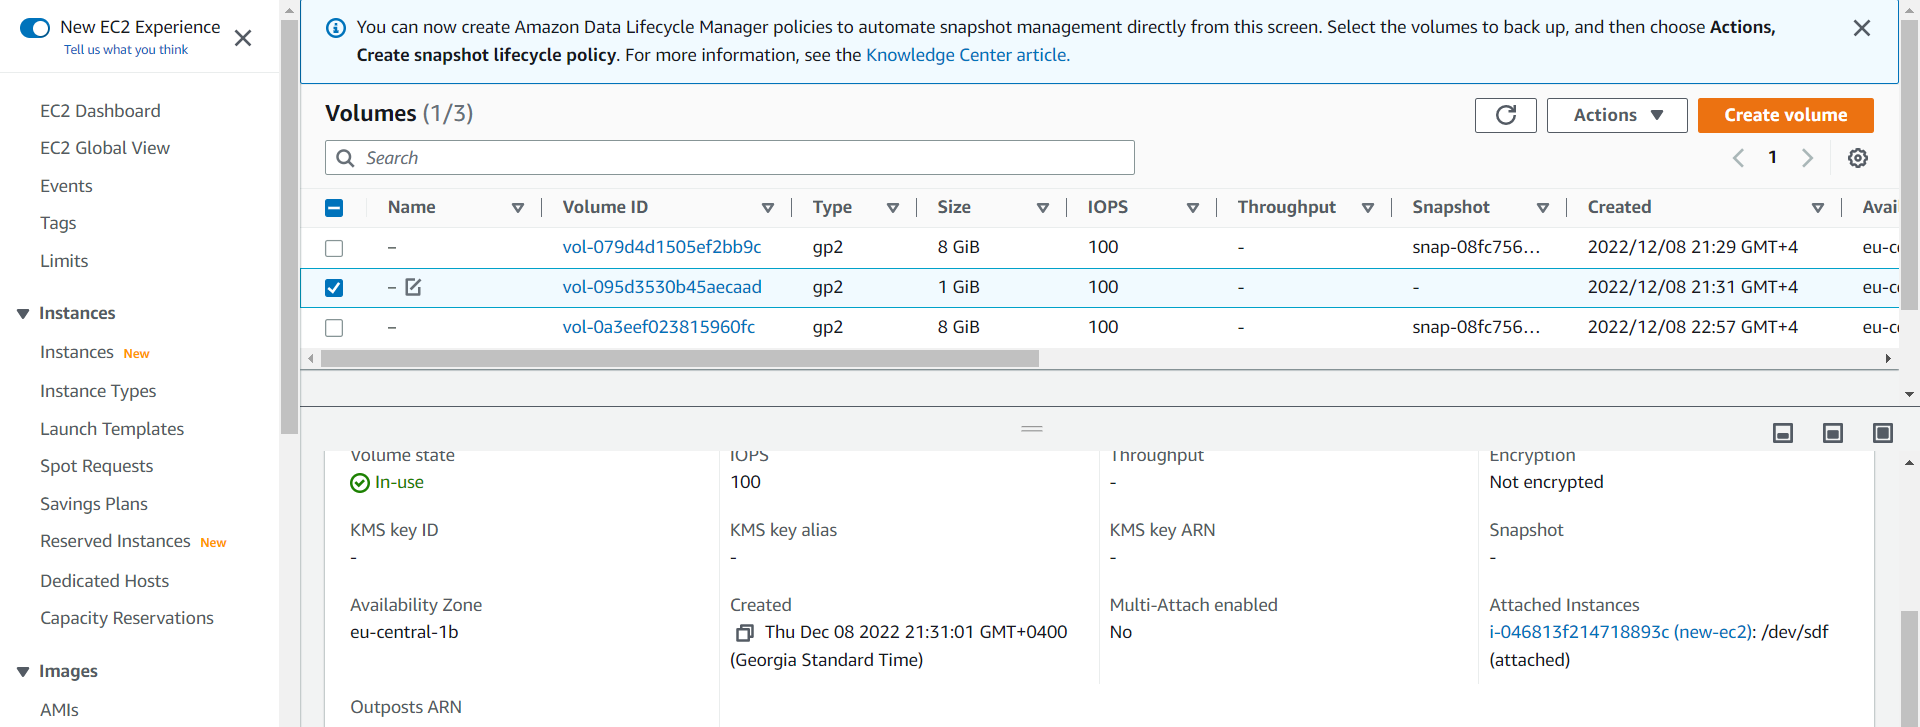 New EC2 Experience
Tell us what you think
EC2 Dashboard
EC2 Global View
Events
Tags
Limits
Instances
Instances New
Instance Types
Launch Templates
Spot Requests
Savings Plans
Reserved Instances New
Dedicated Hosts
Capacity Reservations
Images
AMIs
You can now create Amazon Data Lifecycle Manager policies to automate snapshot management directly from this screen. Select the volumes to back up, and then choose Actions,
Create snapshot lifecycle policy. For more information, see the Knowledge Center article.
Volumes (1/3)
Actions
Create volume
Search
1
Name Volume ID Type Size IOPS Throughput Snapshot Created Avai
– vol-079d4d1505ef2bb9c gp2 8 GiB 100 - snap-08fc756... 2022/12/08 21:29 GMT+4 eu-ce
– vol-095d3530b45aecaad gp2 1 GiB 100 - - 2022/12/08 21:31 GMT+4 eu-ce
– vol-0a3eef023815960fc gp2 8 GiB 100 - snap-08fc756... 2022/12/08 22:57 GMT+4 eu-ce
Volume state IOPS Throughput Encryption
In-use 100 - Not encrypted
KMS key ID KMS key alias KMS key ARN Snapshot
- - - -
Availability Zone Created Multi-Attach enabled Attached Instances
eu-central-1b Thu Dec 08 2022 21:31:01 GMT+0400 No i-046813f214718893c (new-ec2): /dev/sdf
(Georgia Standard Time) (attached)
Outposts ARN